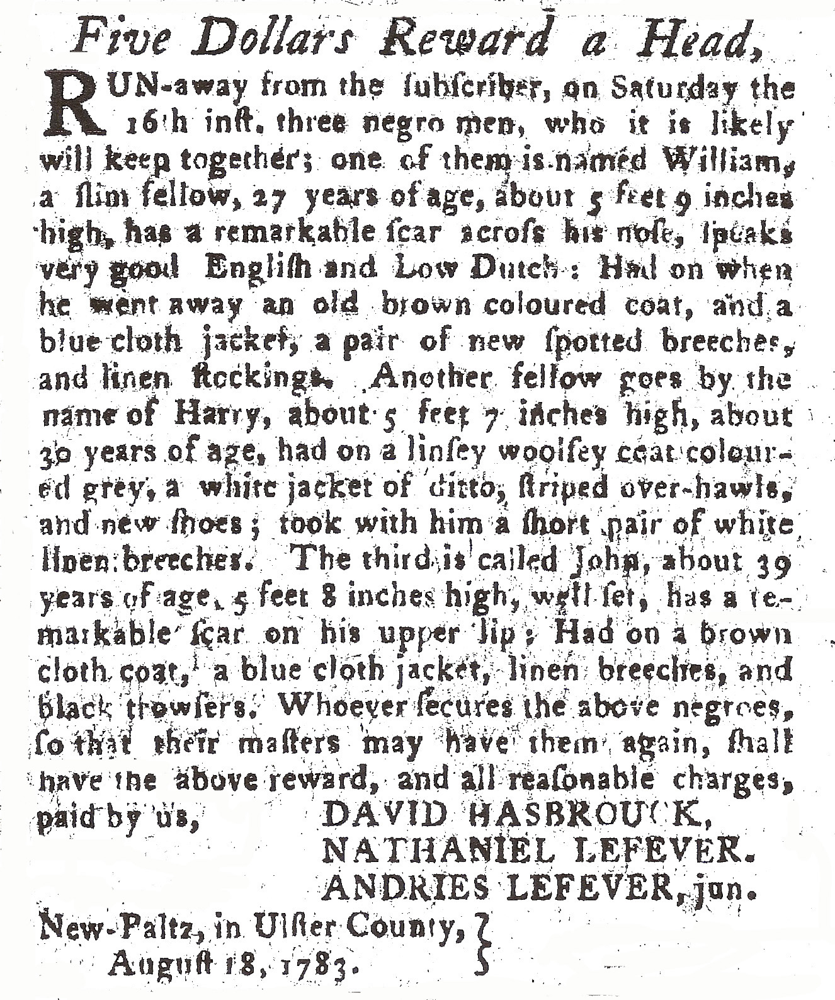 Five Dollars Reward a Head,
RUN-away from the ſubſcriber, on Saturday the
16th inſt. three negro men, who it is likely
will keep together; one of them is named William,
a ſlim fellow, 27 years of age, about 5 feet 9 inches
high, has a remarkable ſcar acroſs his noſe, ſpeaks
very good Engliſh and Low Dutch: Had on when
he went away an old brown coloured coat, and a
blue cloth jacket, a pair of new ſpotted breeches,
and linen ſtockings. Another fellow goes by the
name of Harry, about 5 feet 7 inches high, about
30 years of age, had on a linſey woolſey coat colour-
ed grey, a white jacket of ditto, ſtriped over-hawls,
and new ſhoes; took with him a ſhort pair of white
linen breeches. The third is called John, about 39
years of age, 5 feet 8 inches high, well ſet, has a re-
markable ſcar on his upper lip: Had on a brown
cloth coat, a blue cloth jacket, linen breeches, and
black trowſers. Whoever ſecures the above negroes,
ſo that their maſters may have them again, ſhall
have the above reward, and all reaſonable charges,
paid by us, DAVID HASBROUCK,
NATHANIEL LEFEVER.
ANDRIES LEFEVER, jun.
New-Paltz, in Ulſter County, }
Auguſt 18, 1783.